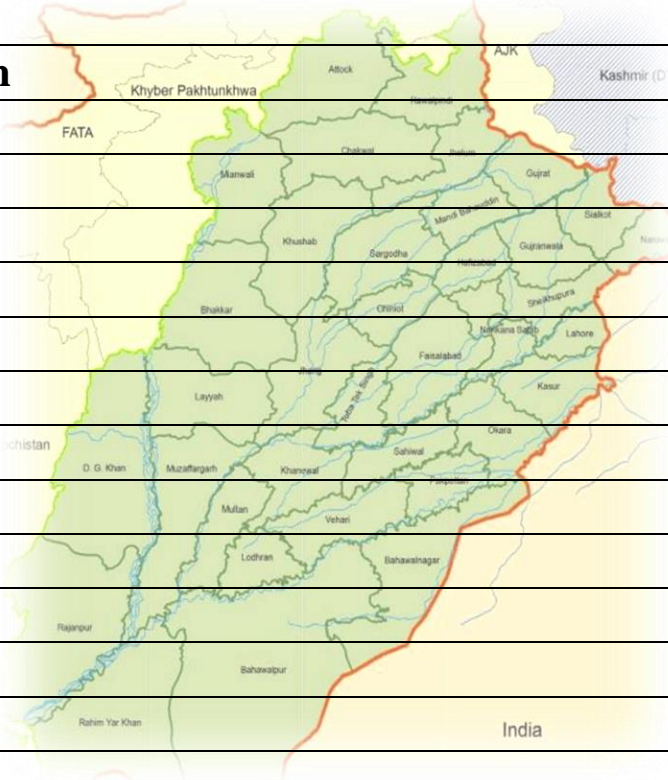 n
AJK
Attock
Kashmir (D
Khyber Pakhtunkhwa
Rawalpindi
FATA
Chakwal
Jhelum
Mianwali
Gujrat
Mandi Bahauddin
Sialkot
Khushab
Narow
Gujranwala
Sargodha
Hafizabad
Sheikhupura
Bhakkar
Chiniot
Nankana Sahib
Lahore
Faisalabad
Jhang
Kasur
Toba Tek Singh
Layyah
Okara
chistan
Sahiwal
D. G. Khan
Muzaffargarh
Khanewal
Pakpattan
Multan
Vehari
Lodhran
Bahawalnagar
Rajanpur
Bahawalpur
Rahim Yar Khan
India